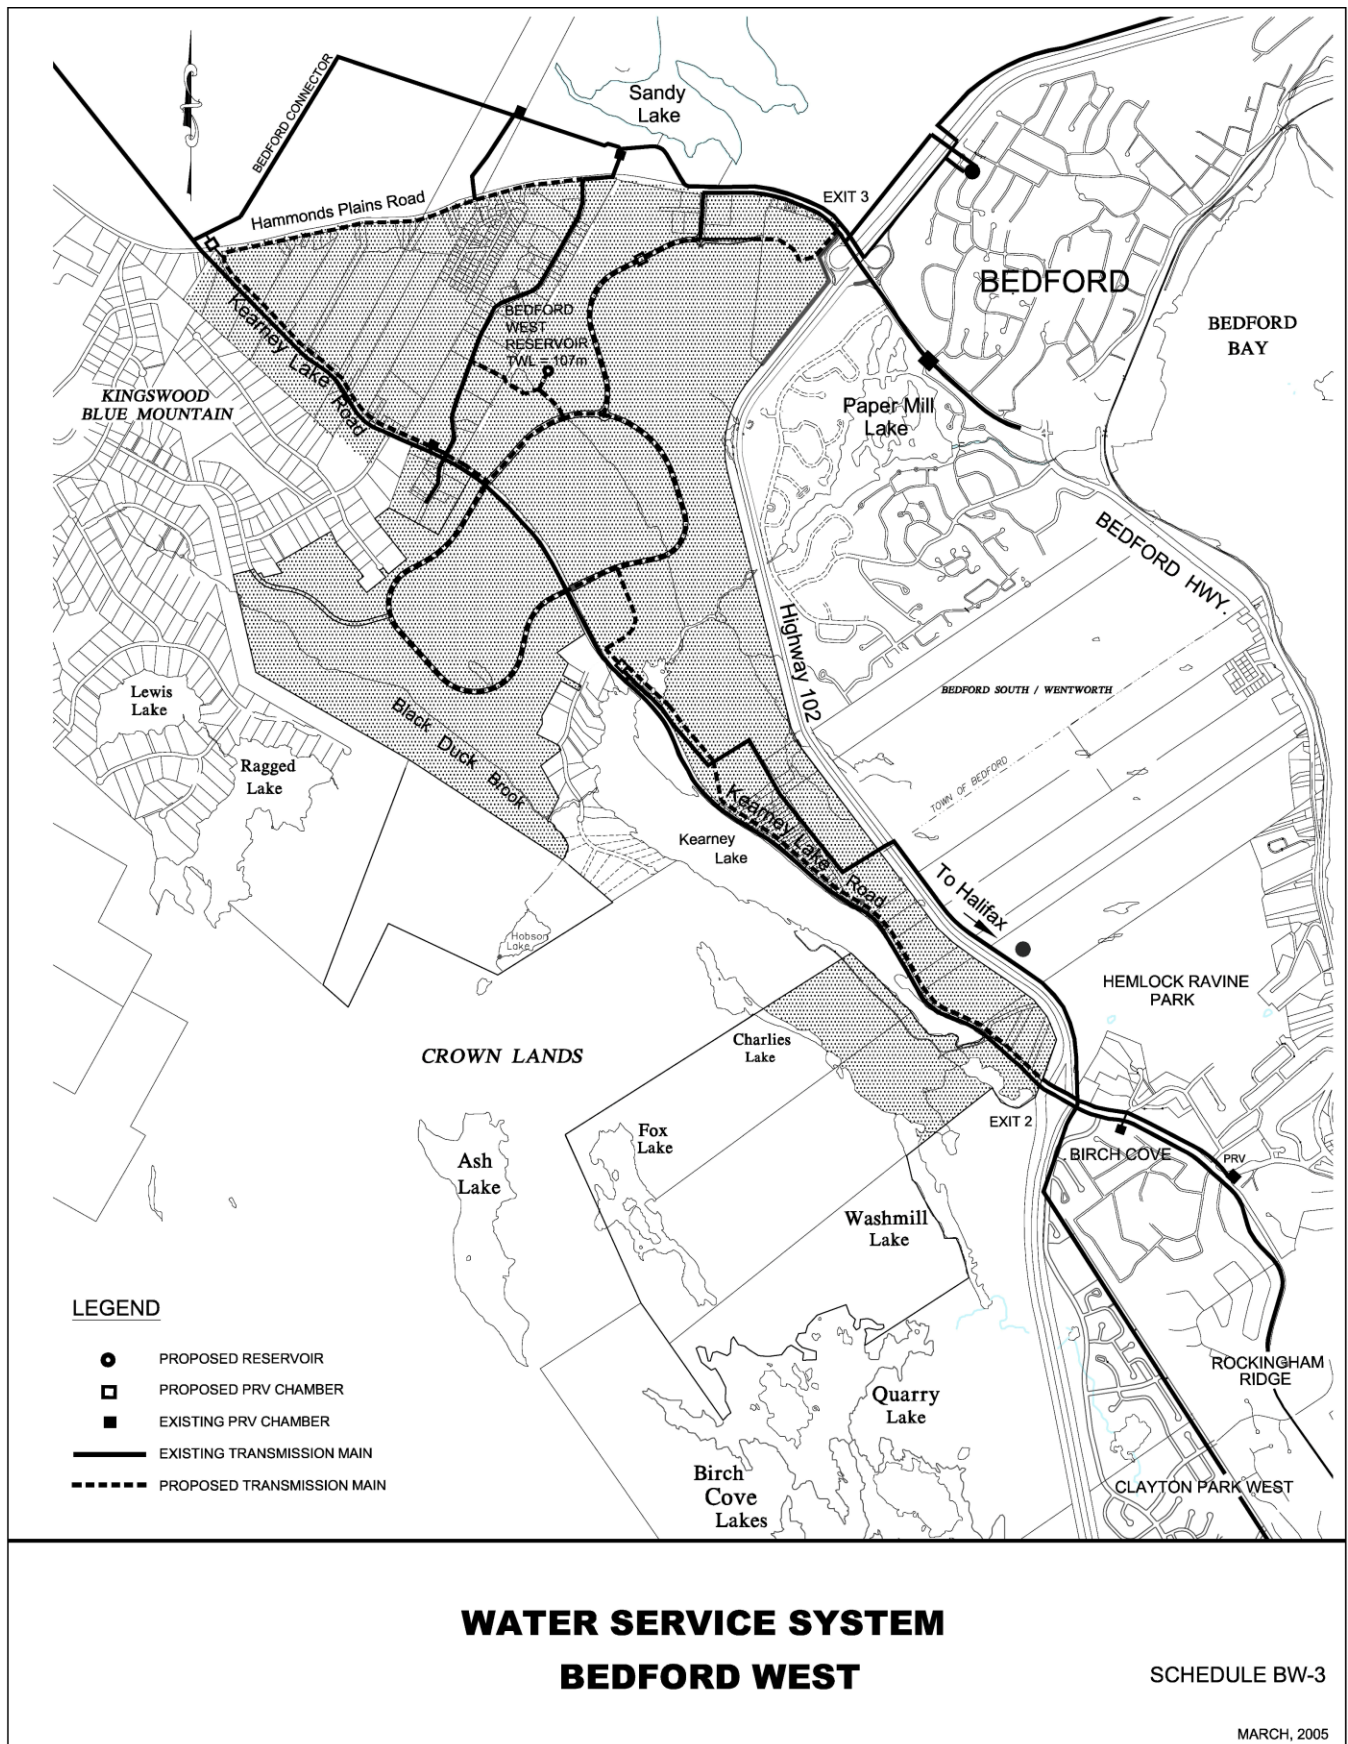 Sandy
Lake
BEDFORD CONNECTOR
EXIT 3
Hammonds Plains Road
BEDFORD
BEDFORD
WEST
RESERVOIR
TWL = 107m
BEDFORD
BAY
Kearney Lake Road
KINGSWOOD
BLUE MOUNTAIN
Paper Mill
Lake
BEDFORD HWY.
Highway 102
Lewis
Lake
BEDFORD SOUTH / WENTWORTH
Black Duck Brook
Ragged
Lake
TOWN OF BEDFORD
Kearney Lake Road
Kearney
Lake
To Halifax
Hobson
Lake
HEMLOCK RAVINE
PARK
Charlies
Lake
CROWN LANDS
EXIT 2
Fox
Lake
BIRCH COVE
PRV
Ash
Lake
Washmill
Lake
LEGEND
PROPOSED RESERVOIR
PROPOSED PRV CHAMBER
EXISTING PRV CHAMBER
EXISTING TRANSMISSION MAIN
PROPOSED TRANSMISSION MAIN
ROCKINGHAM
RIDGE
Quarry
Lake
Birch
Cove
Lakes
CLAYTON PARK WEST
WATER SERVICE SYSTEM
BEDFORD WEST
SCHEDULE BW-3
MARCH, 2005